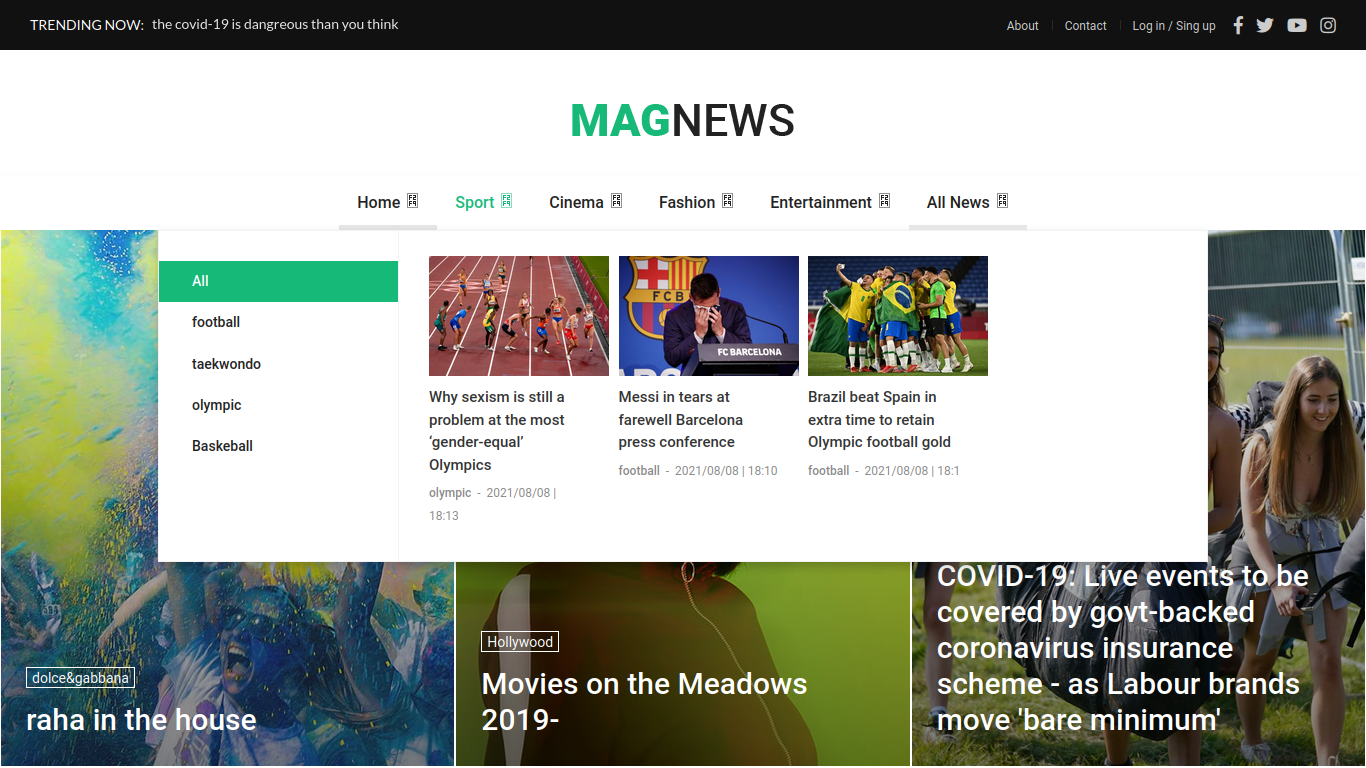 TRENDING NOW: the covid-19 is dangreous than you think
About Contact Log in / Sing up
MAGNEWS
Home Sport Cinema Fashion Entertainment All News
All
football
taekwondo
olympic
Baskeball
FCB
FC BARCELONA
Why sexism is still a
problem at the most
‘gender-equal’
Olympics
olympic - 2021/08/08 |
18:13
Messi in tears at
farewell Barcelona
press conference
football - 2021/08/08 | 18:10
Brazil beat Spain in
extra time to retain
Olympic football gold
football - 2021/08/08 | 18:1
dolce&gabbana
raha in the house
Hollywood
Movies on the Meadows
2019-
COVID-19: Live events to be
covered by govt-backed
coronavirus insurance
scheme - as Labour brands
move 'bare minimum'